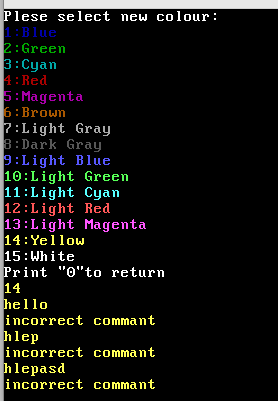 Plese select new colour:
1:Blue
2:Green
3:Cyan
4:Red
5:Magenta
6:Brown
7:Light Gray
8:Dark Gray
9:Light Blue
10:Light Green
11:Light Cyan
12:Light Red
13:Light Magenta
14:Yellow
15:White
Print "0"to return
14
hello
incorrect commant
hlep
incorrect commant
hlepasd
incorrect commant